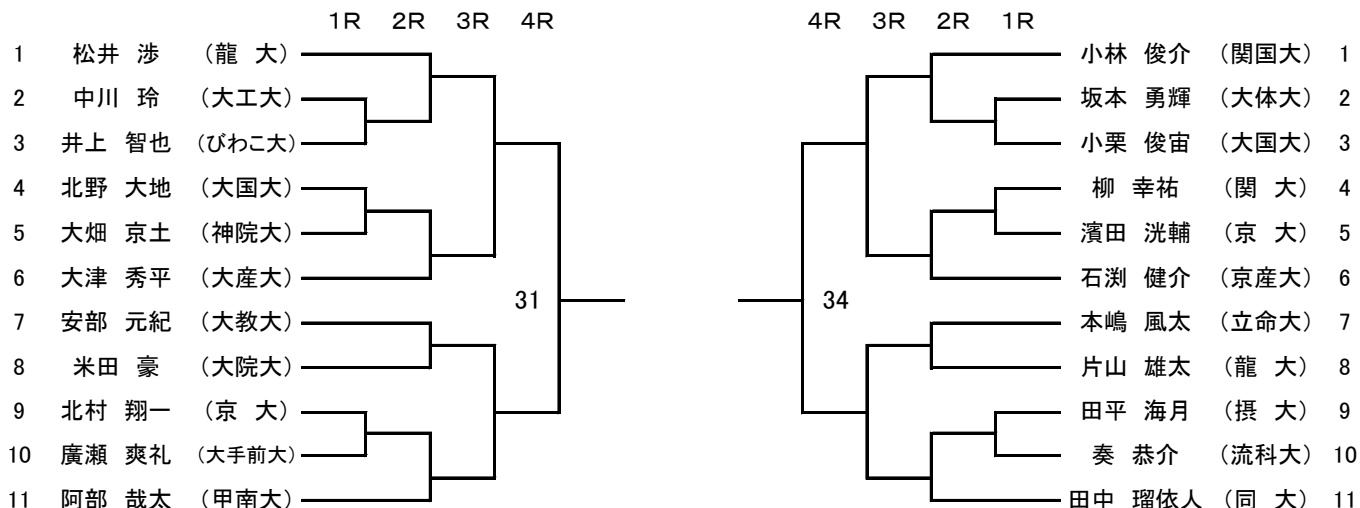 1R 2R 3R 4R
1 松井 渉 (龍 大)
2 中川 玲 (大工大)
3 井上 智也 (びわこ大)
4 北野 大地 (大国大)
5 大畑 京土 (神院大)
6 大津 秀平 (大産大)
31
7 安部 元紀 (大教大)
8 米田 豪 (大院大)
9 北村 翔一 (京 大)
10 廣瀬 爽礼 (大手前大)
11 阿部 哉太 (甲南大)
4R 3R 2R 1R
小林 俊介 (関国大) 1
坂本 勇輝 (大体大) 2
小栗 俊宙 (大国大) 3
柳 幸祐 (関 大) 4
濱田 洸輔 (京 大) 5
石渕 健介 (京産大) 6
34
本嶋 風太 (立命大) 7
片山 雄太 (龍 大) 8
田平 海月 (摂 大) 9
奏 恭介 (流科大) 10
田中 瑠依人 (同 大) 11